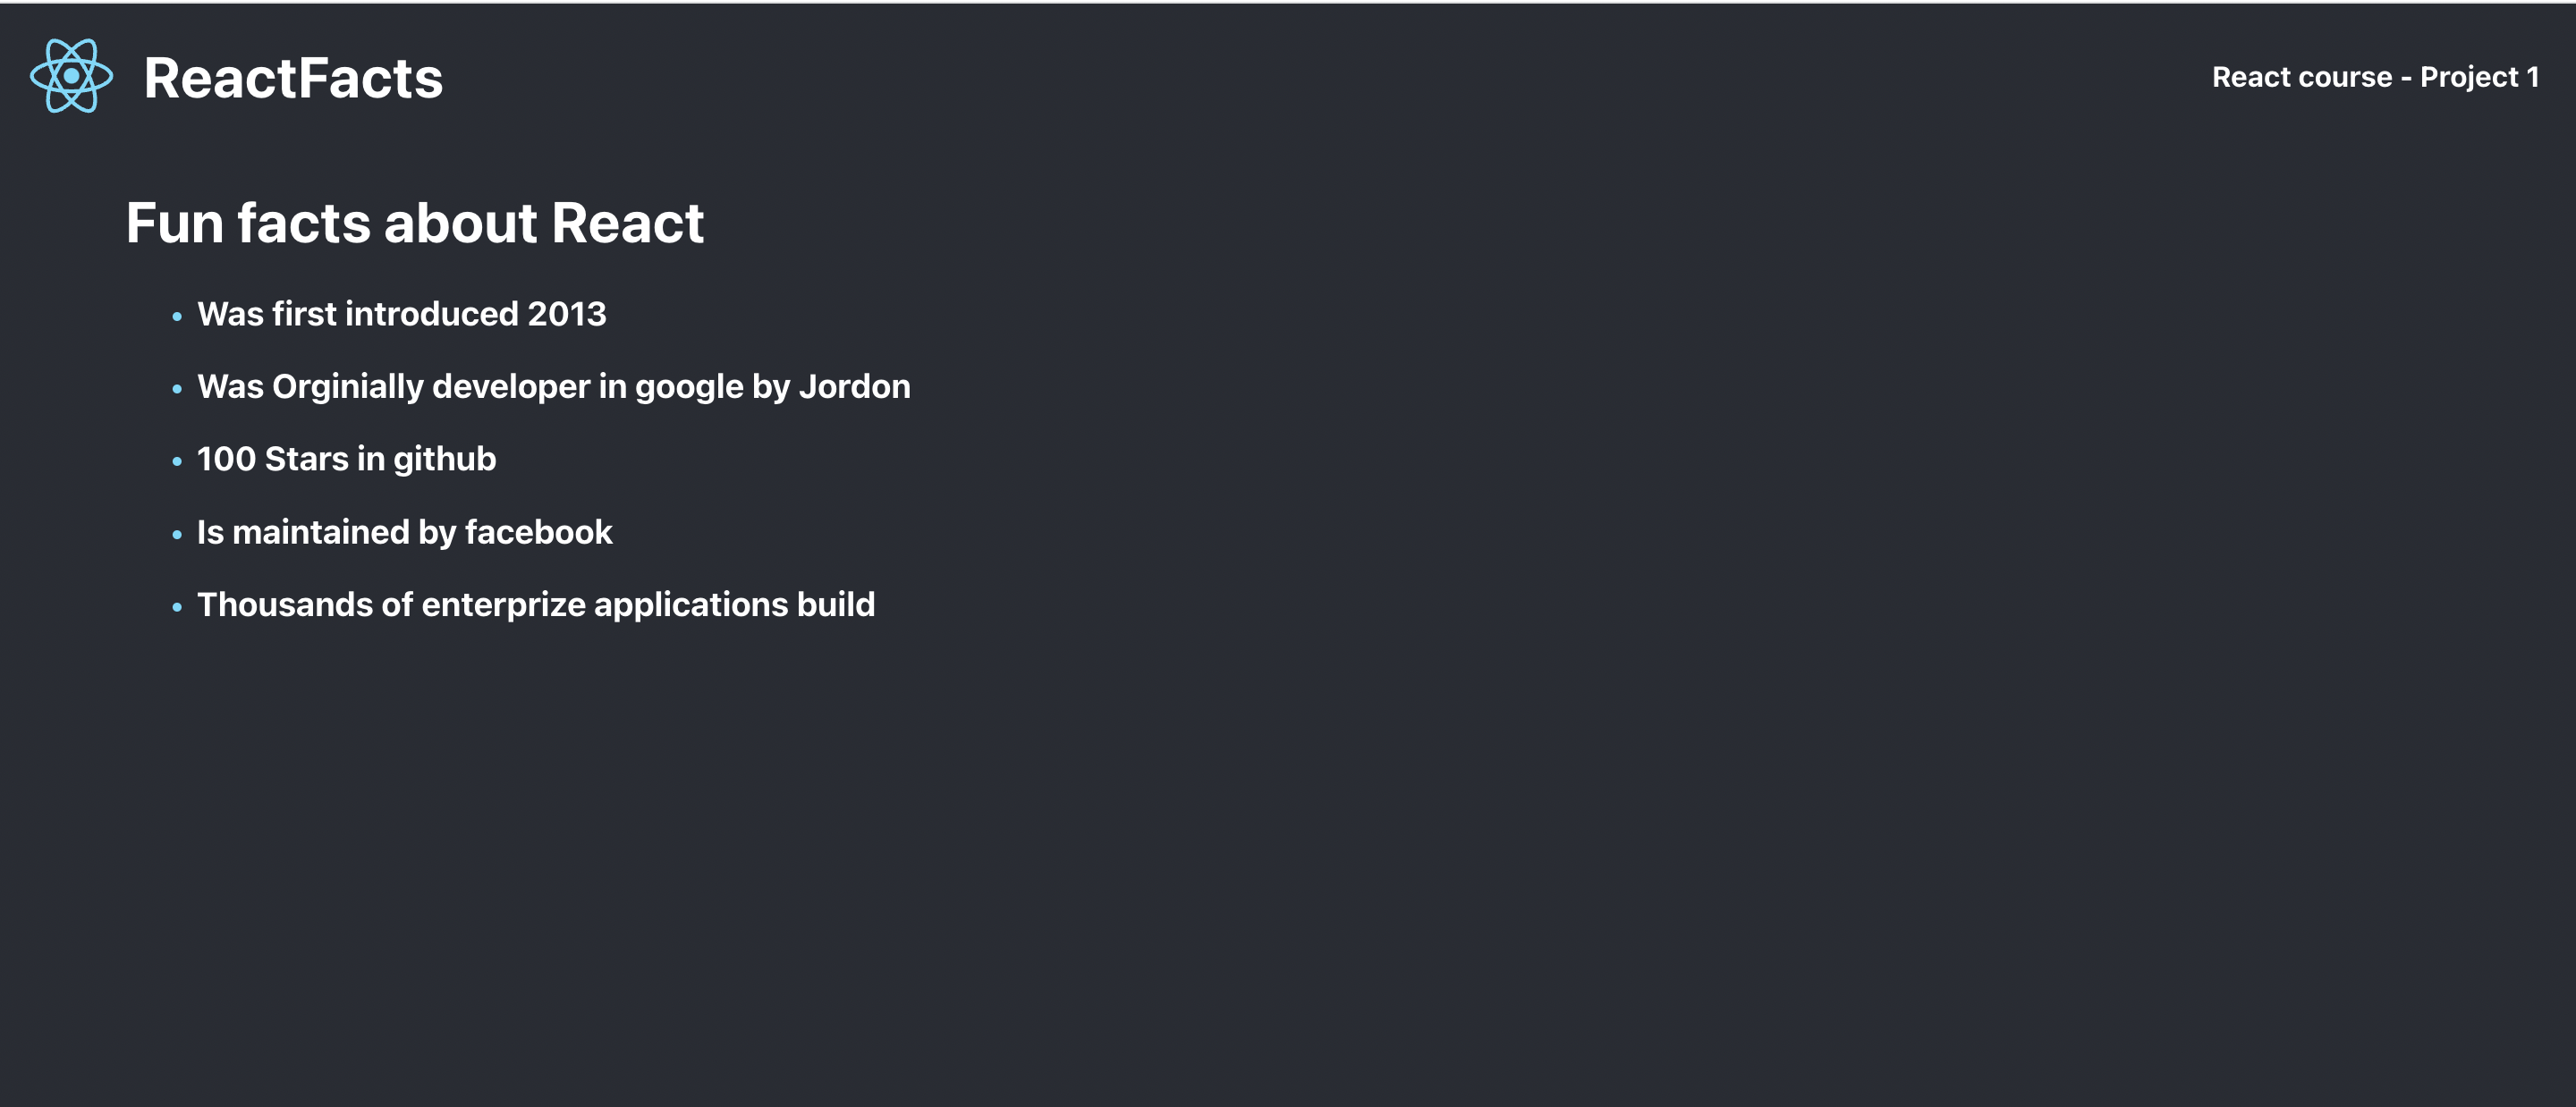 ReactFacts
React course - Project 1
Fun facts about React
Was first introduced 2013
Was Orginially developer in google by Jordon
100 Stars in github
Is maintained by facebook
Thousands of enterprize applications build